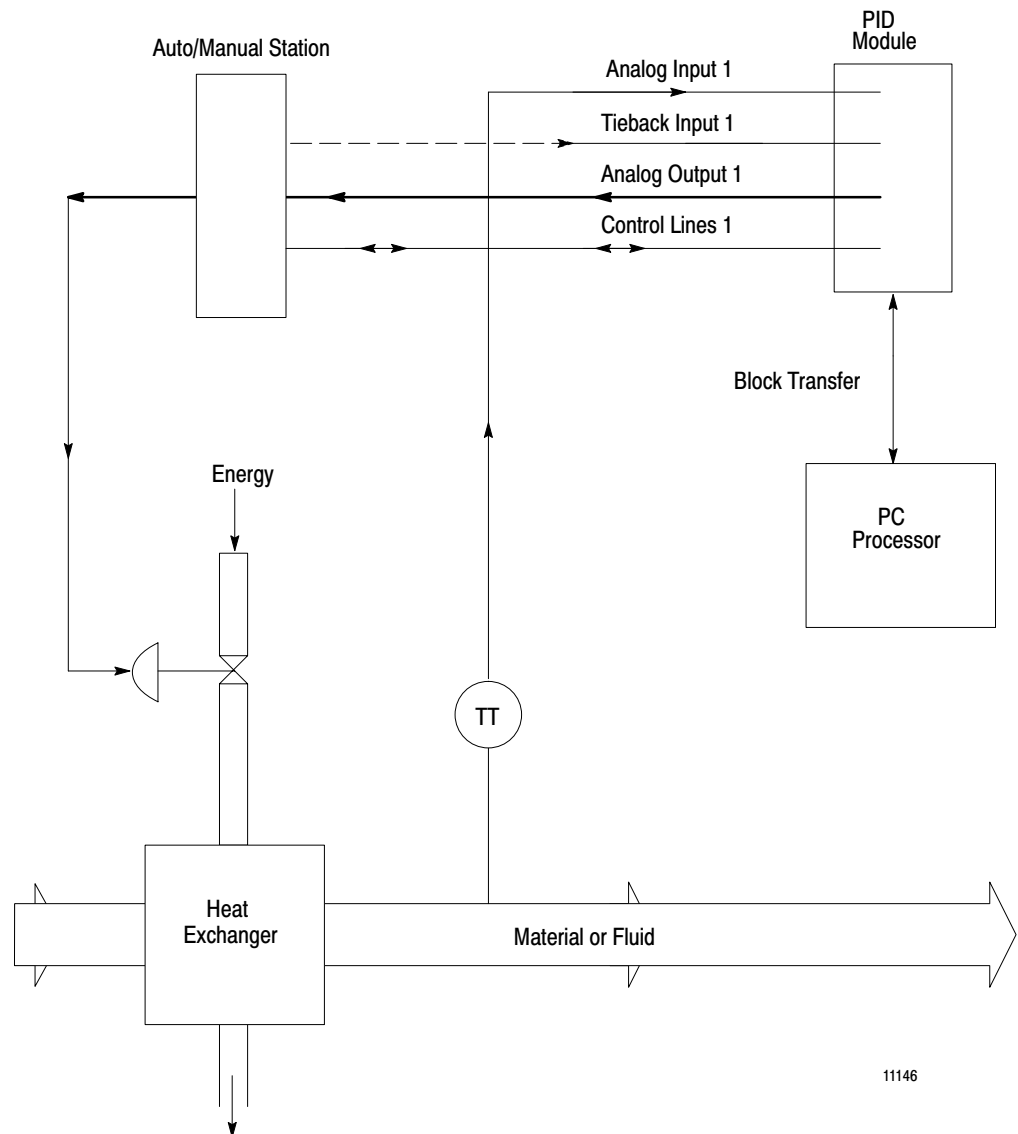 PID
Module
Auto/Manual Station
Analog Input 1
Tieback Input 1
Analog Output 1
Control Lines 1
Block Transfer
Energy
PC
Processor
TT
Heat
Exchanger
Material or Fluid
11146